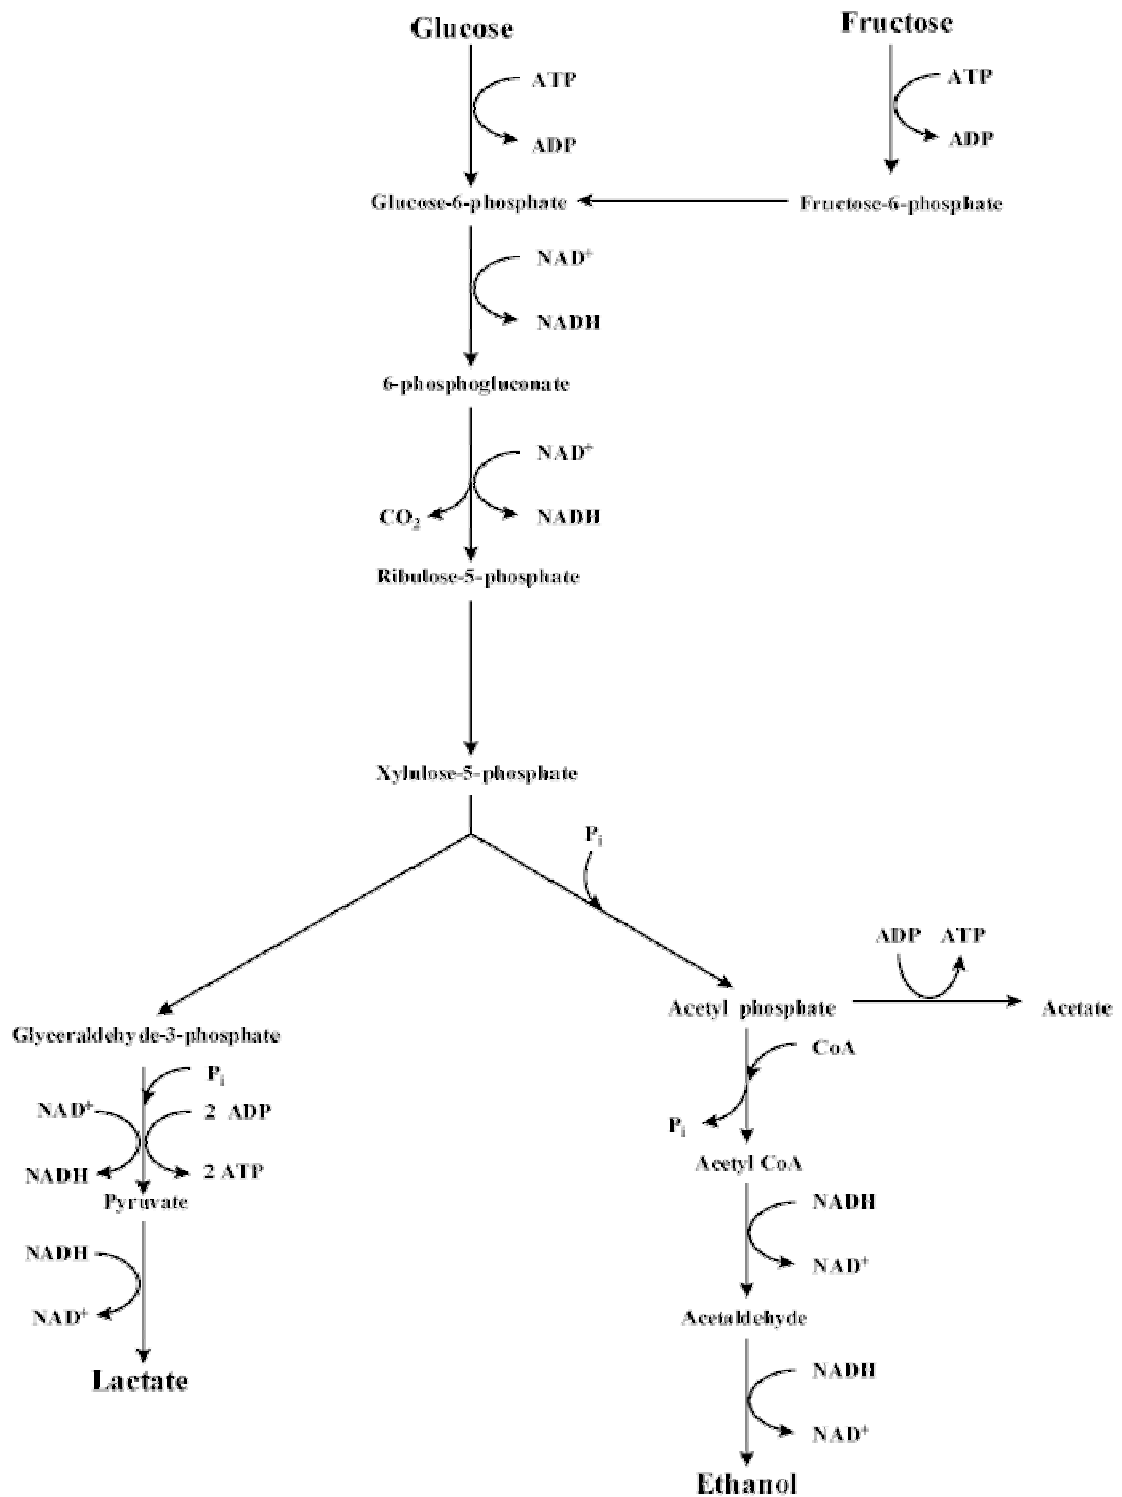 Glucose
Fructose
ATP
ATP
ADP
ADP
Glucose-6-phosphate
Fructose-6-phosphate
NAD+
NADH
6-phosphogluconate
NAD+
CO2
NADH
Ribulose-5-phosphate
Xylulose-5-phosphate
Pi
ADP ATP
Acetyl phosphate
Acetate
Glyceraldehyde-3-phosphate
CoA
Pi
NAD+
2 ADP
Pi
NADH
2 ATP
Acetyl CoA
Pyruvate
NADH
NADH
NAD+
NAD+
Acetaldehyde
Lactate
NADH
NAD+
Ethanol